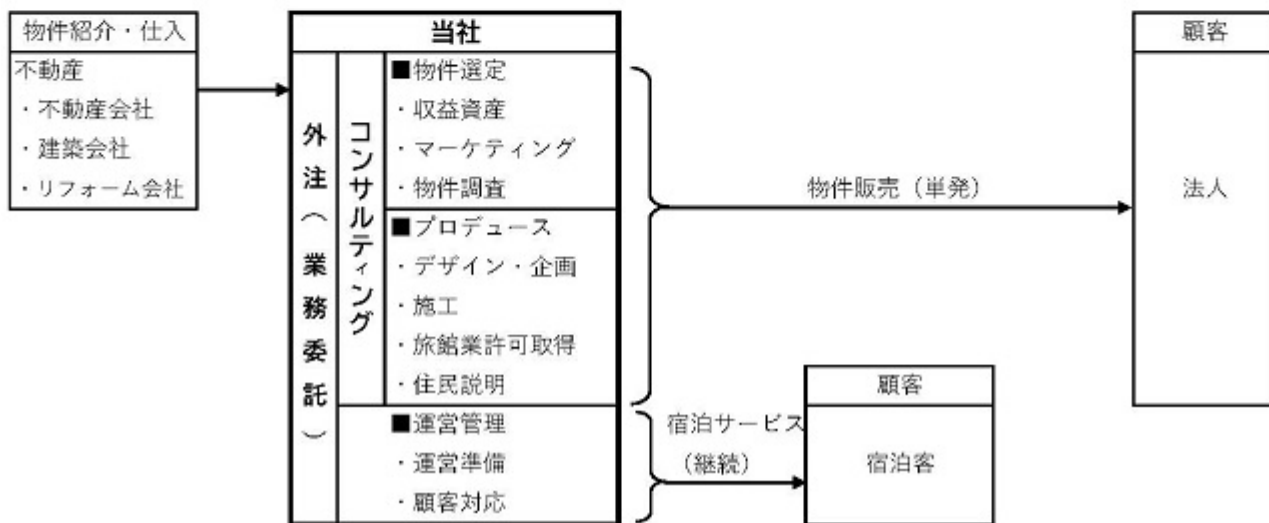 物件紹介・仕入
不動産
・不動産会社
・建築会社
・リフォーム会社
当社
外注（業務委託）
コンサルティング
■物件選定
・収益資産
・マーケティング
・物件調査
■プロデュース
・デザイン・企画
・施工
・旅館業許可取得
・住民説明
■運営管理
・運営準備
・顧客対応
物件販売（単発）
宿泊サービス
（継続）
顧客
宿泊客
顧客
法人